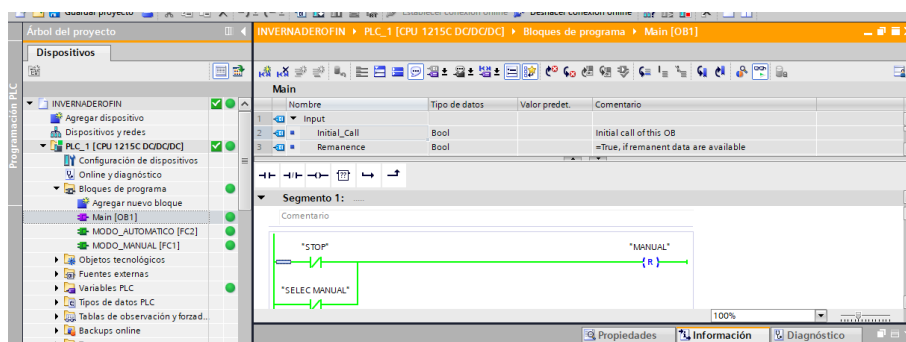 Guardar proyecto
Establecer conexión online
Deshacer conexión online
Árbol del proyecto
INVERNADEROFIN ▸ PLC_1 [CPU 1215C DC/DC/DC] ▸ Bloques de programa ▸ Main [OB1]
Dispositivos
Programación PLC
INVERNADEROFIN
Agregar dispositivo
Dispositivos y redes
PLC_1 [CPU 1215C DC/DC/DC]
Configuración de dispositivos
Online y diagnóstico
Bloques de programa
Agregar nuevo bloque
Main [OB1]
MODO_AUTOMATICO [FC2]
MODO_MANUAL [FC1]
Objetos tecnológicos
Fuentes externas
Variables PLC
Tipos de datos PLC
Tablas de observación y forzad...
Backups online
Main
Nombre Tipo de datos Valor predet. Comentario
1 Input
2 Initial_Call Bool Initial call of this OB
3 Remanence Bool =True, if remanent data are available
Segmento 1: .....
Comentario
"STOP" "MANUAL"
R
"SELEC MANUAL"
100%
Propiedades Información Diagnóstico